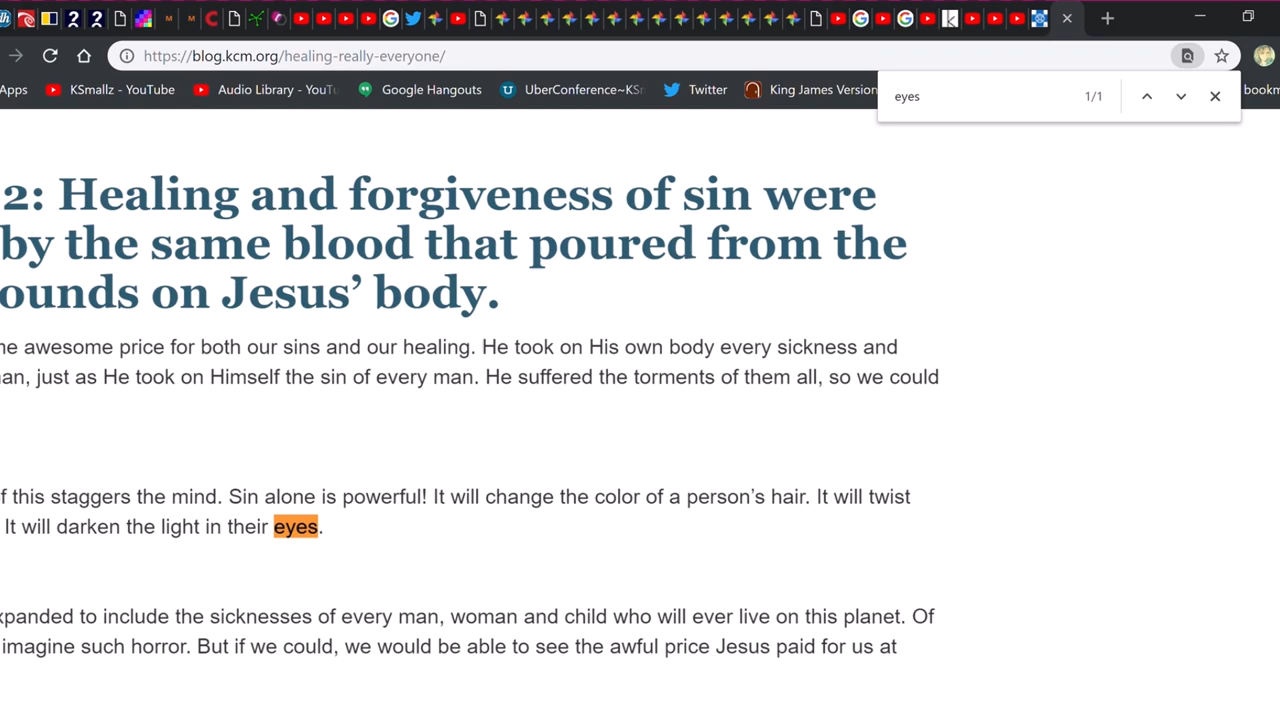 https://blog.kcm.org/healing-really-everyone/
Apps KSmallz - YouTube Audio Library - YouTu Google Hangouts UberConference~KSm Twitter King James Version bookm
eyes 1/1
2: Healing and forgiveness of sin were
by the same blood that poured from the
ounds on Jesus’ body.
me awesome price for both our sins and our healing. He took on His own body every sickness and
an, just as He took on Himself the sin of every man. He suffered the torments of them all, so we could
f this staggers the mind. Sin alone is powerful! It will change the color of a person’s hair. It will twist
It will darken the light in their eyes.
xpanded to include the sicknesses of every man, woman and child who will ever live on this planet. Of
imagine such horror. But if we could, we would be able to see the awful price Jesus paid for us at